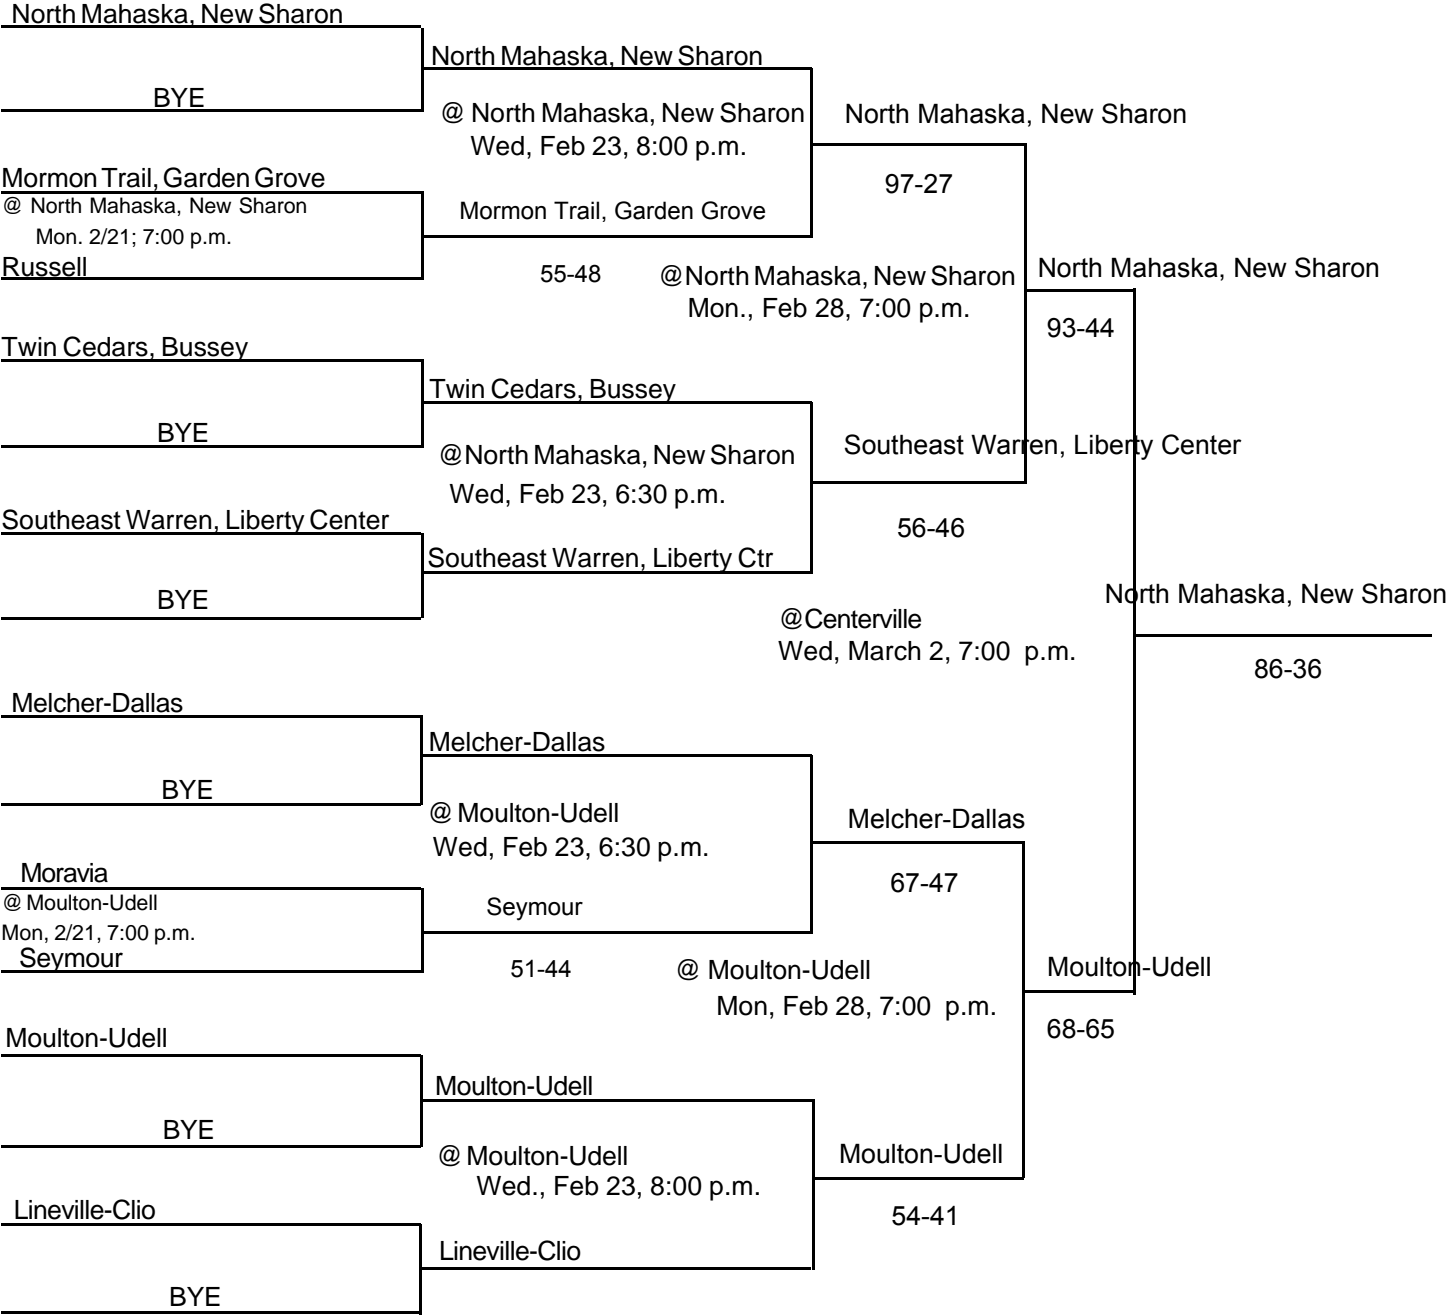 North Mahaska, New Sharon
BYE
Mormon Trail, Garden Grove
@ North Mahaska, New Sharon
Mon. 2/21; 7:00 p.m.
Russell
Twin Cedars, Bussey
BYE
Southeast Warren, Liberty Center
BYE
Melcher-Dallas
BYE
Moravia
@ Moulton-Udell
Mon, 2/21, 7:00 p.m.
Seymour
Moulton-Udell
BYE
Lineville-Clio
BYE
North Mahaska, New Sharon
@ North Mahaska, New Sharon
Wed, Feb 23, 8:00 p.m.
Mormon Trail, Garden Grove
55-48
Twin Cedars, Bussey
@North Mahaska, New Sharon
Wed, Feb 23, 6:30 p.m.
Southeast Warren, Liberty Ctr
Melcher-Dallas
@ Moulton-Udell
Wed, Feb 23, 6:30 p.m.
Seymour
51-44
Moulton-Udell
@ Moulton-Udell
Wed., Feb 23, 8:00 p.m.
Lineville-Clio
North Mahaska, New Sharon
97-27
@North Mahaska, New Sharon
Mon., Feb 28, 7:00 p.m.
Southeast Warren, Liberty Center
56-46
Melcher-Dallas
67-47
@ Moulton-Udell
Mon, Feb 28, 7:00 p.m.
Moulton-Udell
54-41
North Mahaska, New Sharon
93-44
@Centerville
Wed, March 2, 7:00 p.m.
Moulton-Udell
68-65
North Mahaska, New Sharon
86-36